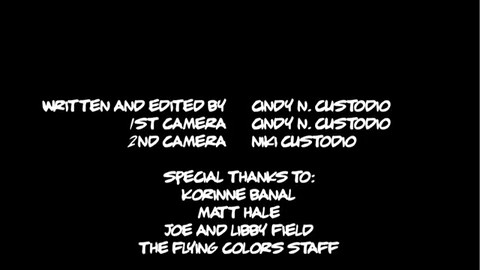 WRITTEN AND EDITED BY CINDY N. CUSTODIO
1ST CAMERA CINDY N. CUSTODIO
2ND CAMERA NIKI CUSTODIO
SPECIAL THANKS TO:
KORINNE BANAL
MATT HALE
JOE AND LIBBY FIELD
THE FLYING COLORS STAFF